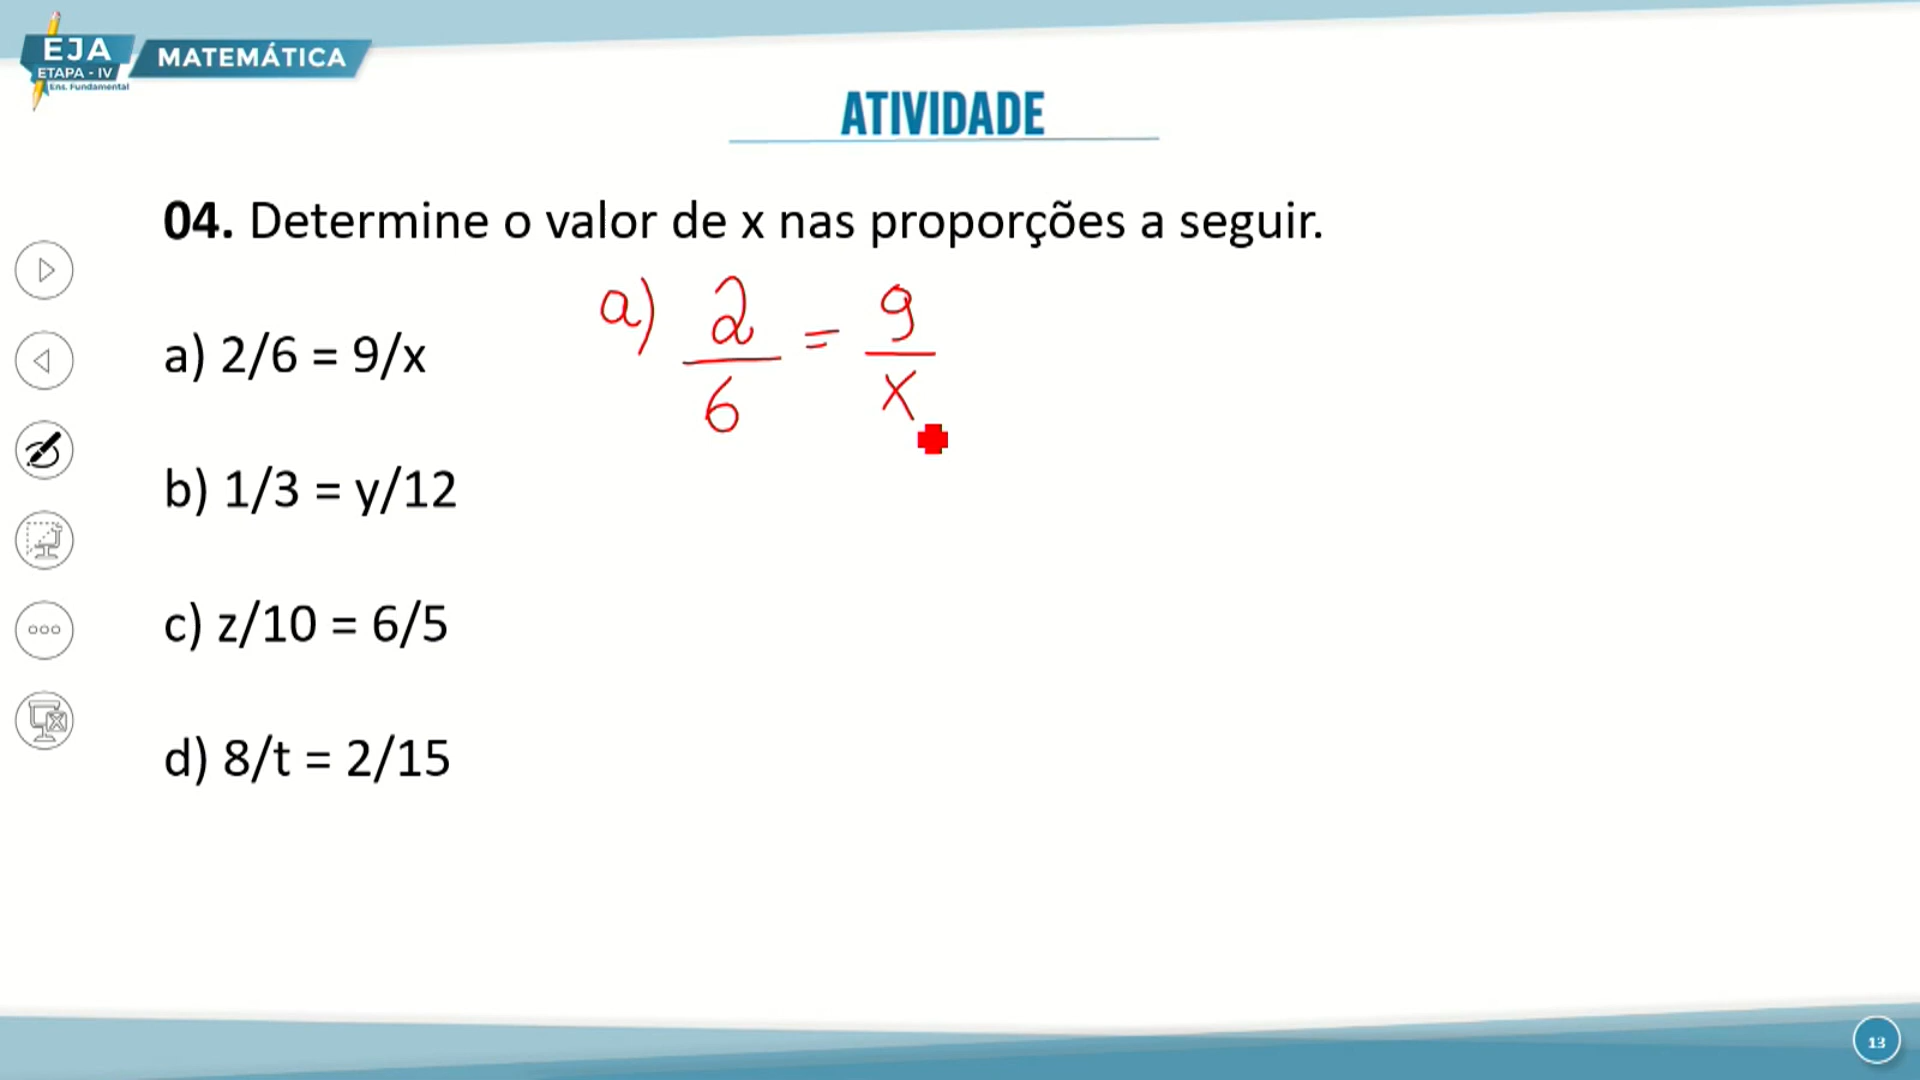 EJA
ETAPA - IV
Ens. Fundamental
MATEMÁTICA
ATIVIDADE
04. Determine o valor de x nas proporções a seguir.
a) 2/6 = 9/x
a) 2/6 = 9/x
b) 1/3 = y/12
c) z/10 = 6/5
d) 8/t = 2/15
13